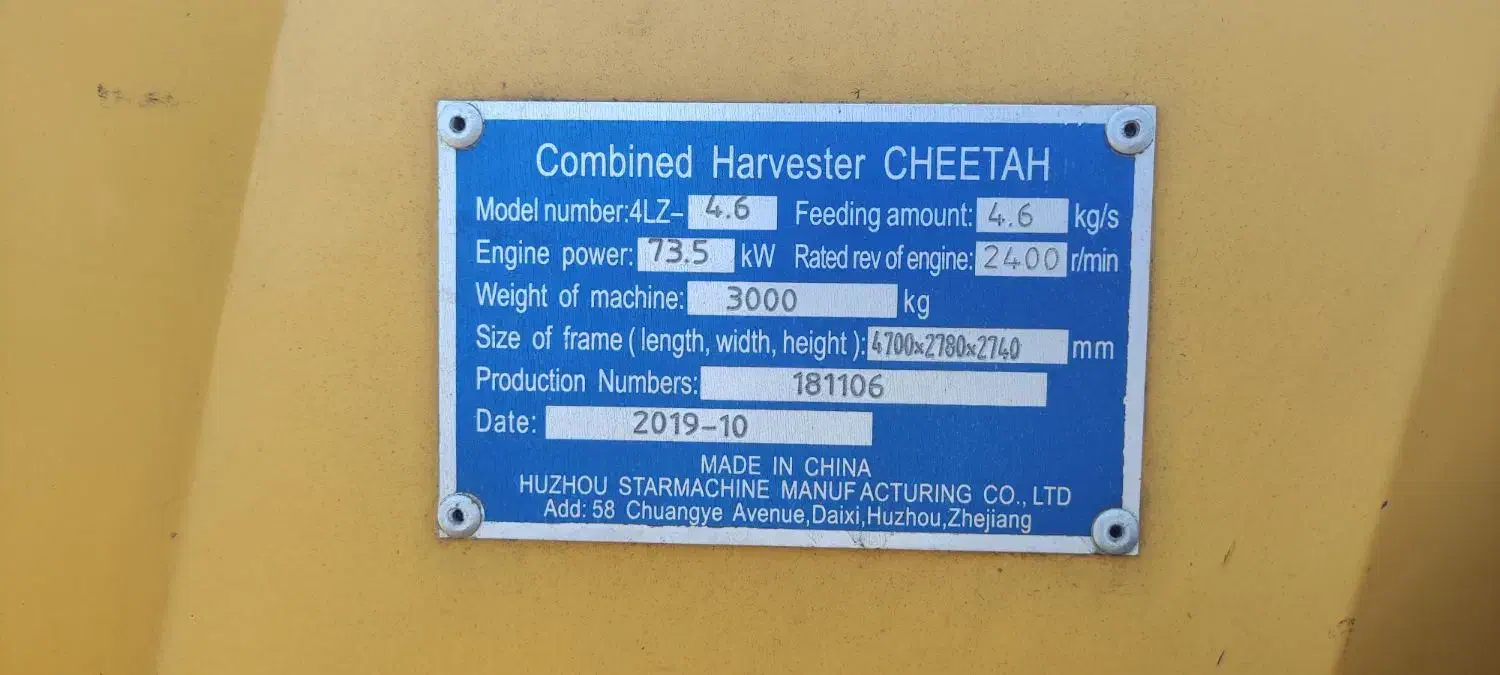 Combined Harvester CHEETAH
Model number:4LZ- 4.6 Feeding amount: 4.6 kg/s
Engine power: 73.5 kW Rated rev of engine: 2400 r/min
Weight of machine: 3000 kg
Size of frame ( length, width, height ): 4700x2780x2740 mm
Production Numbers: 181106
Date: 2019-10
MADE IN CHINA
HUZHOU STARMACHINE MANUFACTURING CO., LTD
Add: 58 Chuangye Avenue,Daixi,Huzhou,Zhejiang